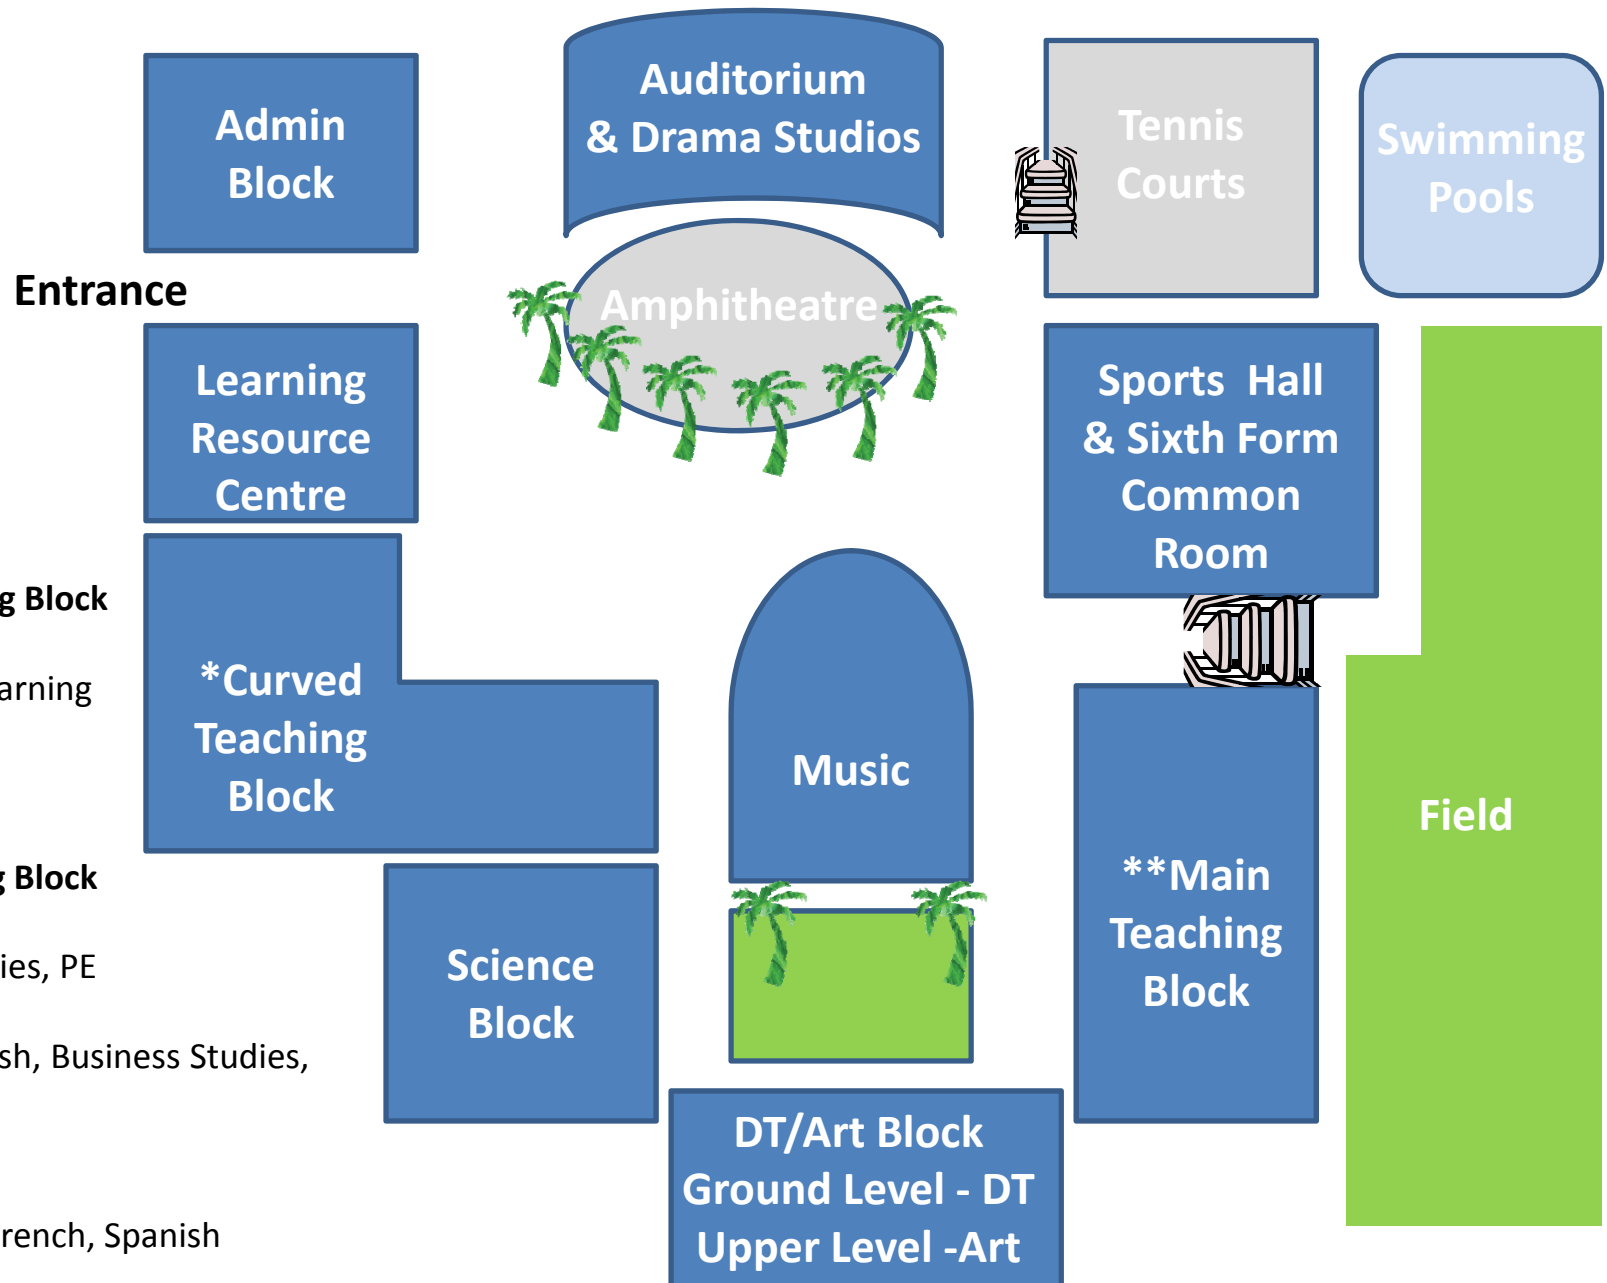 Admin
Block
Auditorium
& Drama Studios
Tennis
Courts
Swimming
Pools
Entrance
Amphitheatre
Learning
Resource
Centre
Sports Hall
& Sixth Form
Common
Room
g Block
arning
*Curved
Teaching
Block
Music
Field
g Block
ies, PE
sh, Business Studies,
rench, Spanish
Science
Block
**Main
Teaching
Block
DT/Art Block
Ground Level - DT
Upper Level -Art